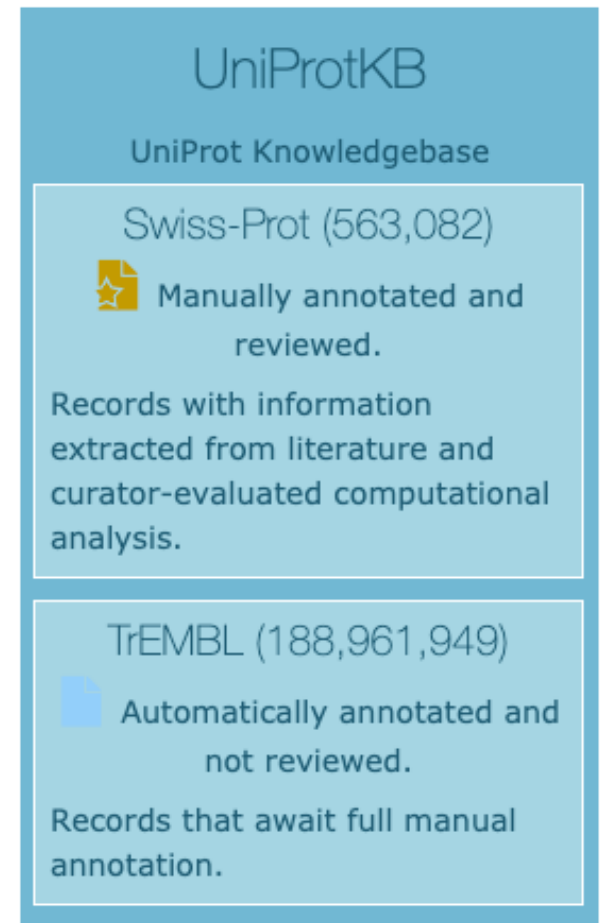 UniProtKB
UniProt Knowledgebase
Swiss-Prot (563,082)
Manually annotated and
reviewed.
Records with information
extracted from literature and
curator-evaluated computational
analysis.
TrEMBL (188,961,949)
Automatically annotated and
not reviewed.
Records that await full manual
annotation.